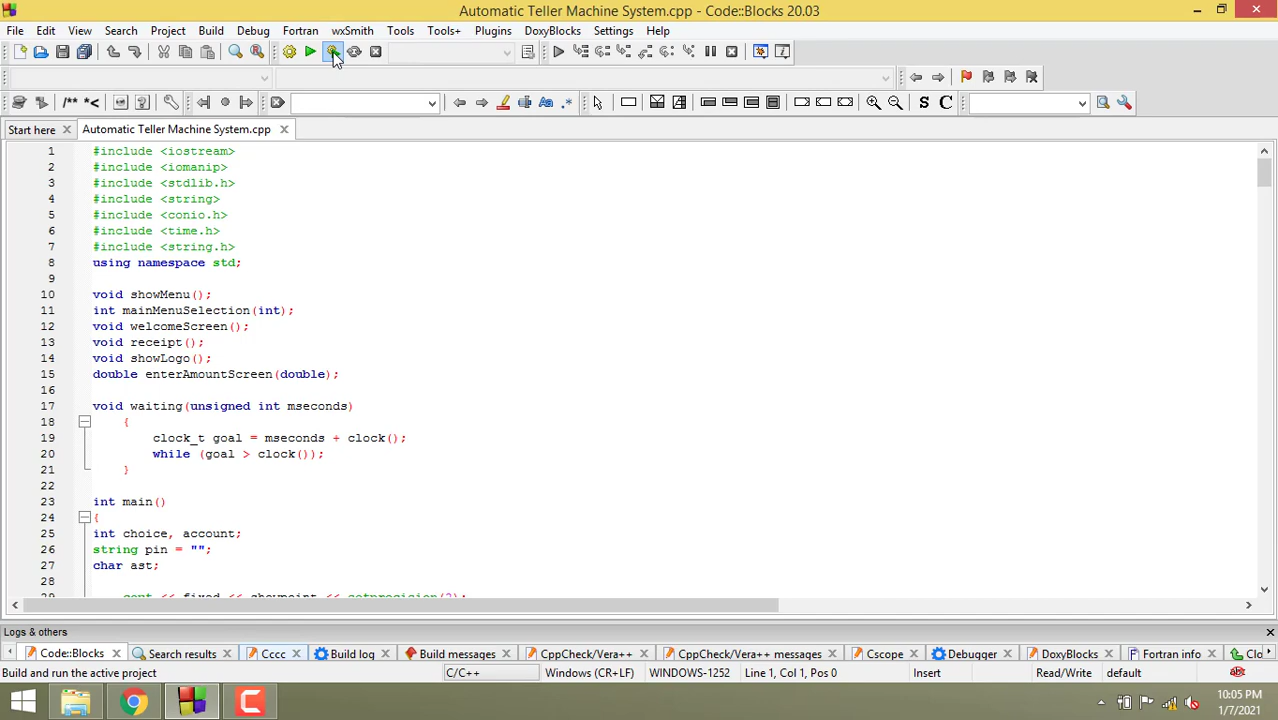 Automatic Teller Machine System.cpp - Code::Blocks 20.03
File Edit View Search Project Build Debug Fortran wxSmith Tools Tools+ Plugins DoxyBlocks Settings Help
/** *< Aa .* S C
Start here Automatic Teller Machine System.cpp
1 #include <iostream>
2 #include <iomanip>
3 #include <stdlib.h>
4 #include <string>
5 #include <conio.h>
6 #include <time.h>
7 #include <string.h>
8 using namespace std;
9
10 void showMenu();
11 int mainMenuSelection(int);
12 void welcomeScreen();
13 void receipt();
14 void showLogo();
15 double enterAmountScreen(double);
16
17 void waiting(unsigned int mseconds)
18 {
19 clock_t goal = mseconds + clock();
20 while (goal > clock());
21 }
22
23 int main()
24 {
25 int choice, account;
26 string pin = "";
27 char ast;
28
29 cout << fixed << showpoint << setprecision(2);
Logs & others
Code::Blocks Search results Cccc Build log Build messages CppCheck/Vera++ CppCheck/Vera++ messages Cscope Debugger DoxyBlocks Fortran info Clo
Build and run the active project C/C++ Windows (CR+LF) WINDOWS-1252 Line 1, Col 1, Pos 0 Insert Read/Write default
10:05 PM
1/7/2021